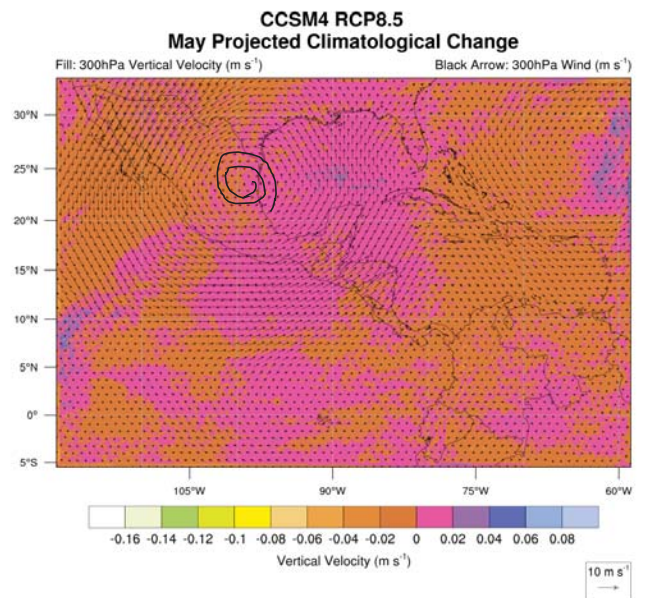 CCSM4 RCP8.5
May Projected Climatological Change
Fill: 300hPa Vertical Velocity (m s⁻¹) Black Arrow: 300hPa Wind (m s⁻¹)
30°N
25°N
20°N
15°N
10°N
5°N
0°
5°S
105°W 90°W 75°W 60°W
-0.16 -0.14 -0.12 -0.1 -0.08 -0.06 -0.04 -0.02 0 0.02 0.04 0.06 0.08
Vertical Velocity (m s⁻¹)
10 m s⁻¹